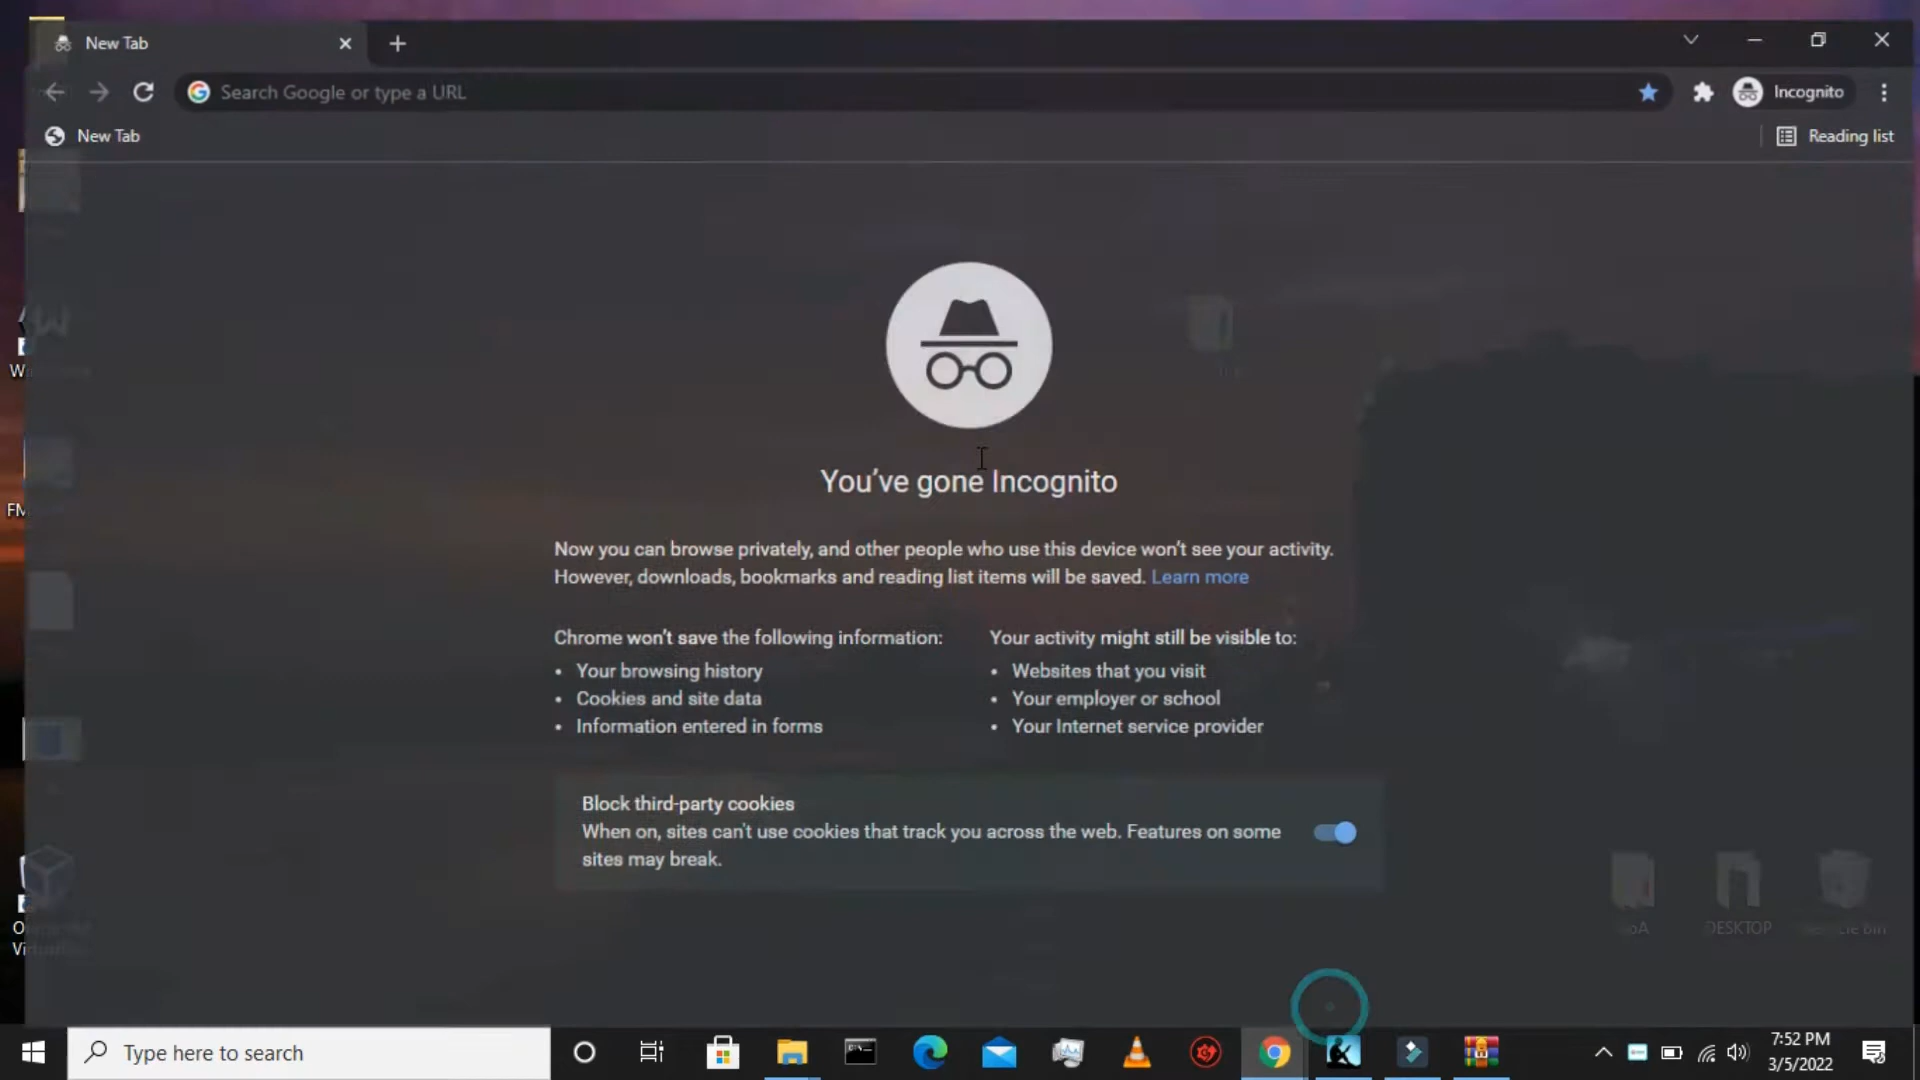 New Tab
Search Google or type a URL
Incognito
New Tab
Reading list
You've gone Incognito
Now you can browse privately, and other people who use this device won't see your activity.
However, downloads, bookmarks and reading list items will be saved. Learn more
Chrome won't save the following information:
• Your browsing history
• Cookies and site data
• Information entered in forms
Your activity might still be visible to:
• Websites that you visit
• Your employer or school
• Your Internet service provider
Block third-party cookies
When on, sites can't use cookies that track you across the web. Features on some
sites may break.
DESKTOP
Type here to search
7:52 PM
3/5/2022